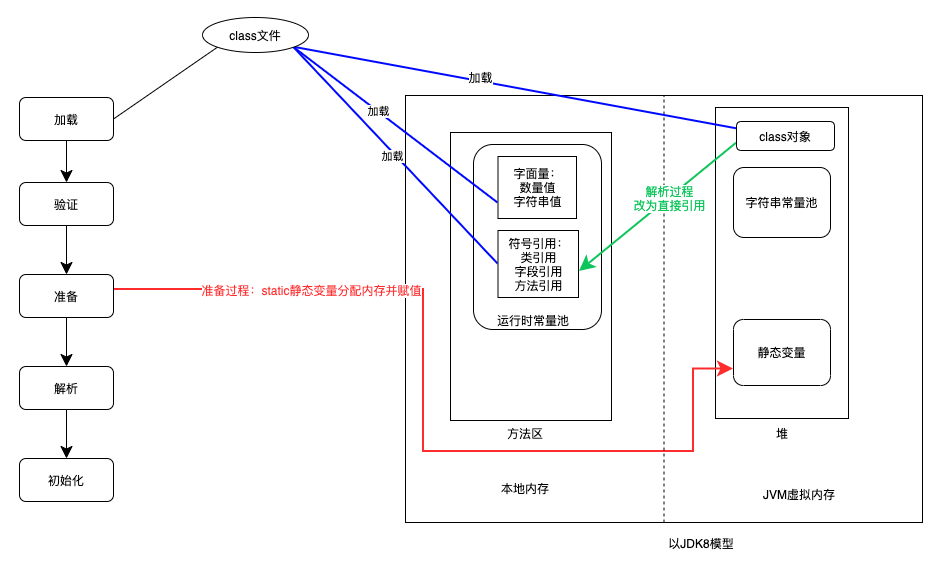 class文件
加载
验证
准备
解析
初始化
加载
加载
加载
准备过程：static静态变量分配内存并赋值
字面量：
数量值
字符串值
符号引用：
类引用
字段引用
方法引用
运行时常量池
方法区
本地内存
解析过程
改为直接引用
class对象
字符串常量池
静态变量
堆
JVM虚拟内存
以JDK8模型